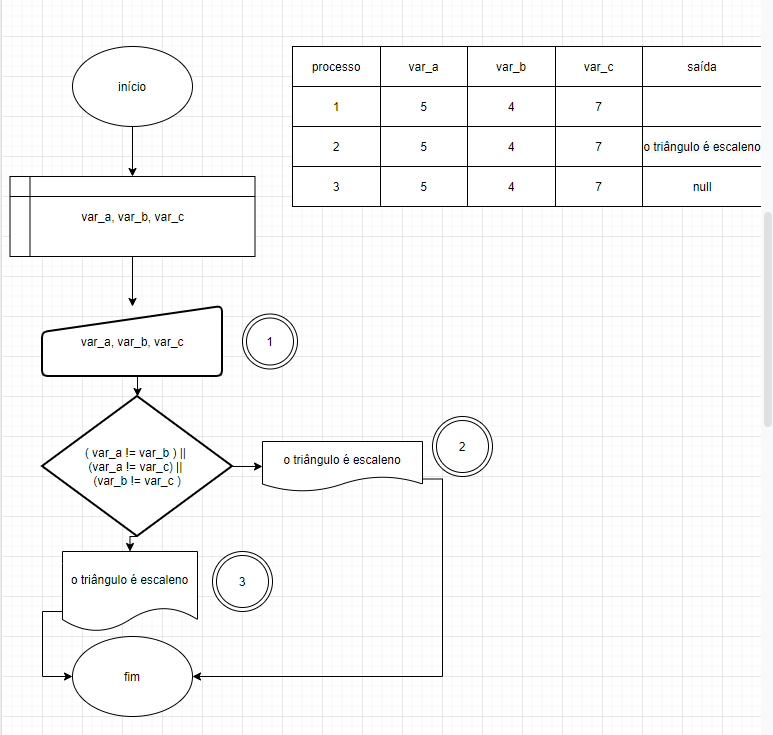 início
processo var_a var_b var_c saída
1 5 4 7
2 5 4 7 o triângulo é escaleno
3 5 4 7 null
var_a, var_b, var_c
var_a, var_b, var_c
1
( var_a != var_b ) ||
(var_a != var_c) ||
(var_b != var_c )
o triângulo é escaleno
2
o triângulo é escaleno
3
fim